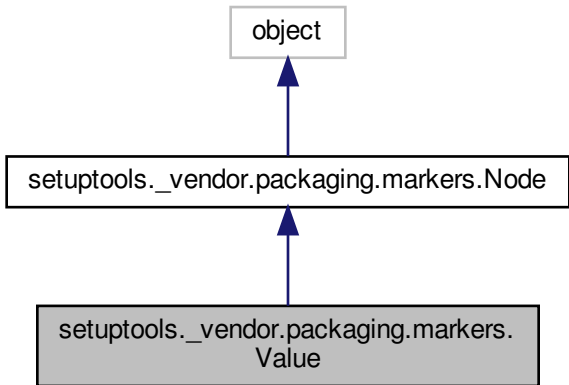 object
setuptools._vendor.packaging.markers.Node
setuptools._vendor.packaging.markers.
Value